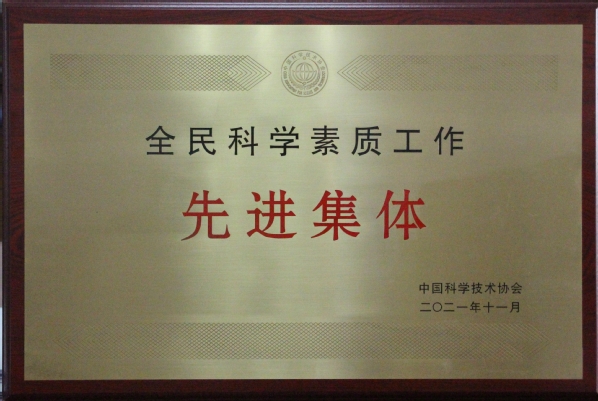 全民科学素质工作
先进集体
中国科学技术协会
二〇二一年十一月